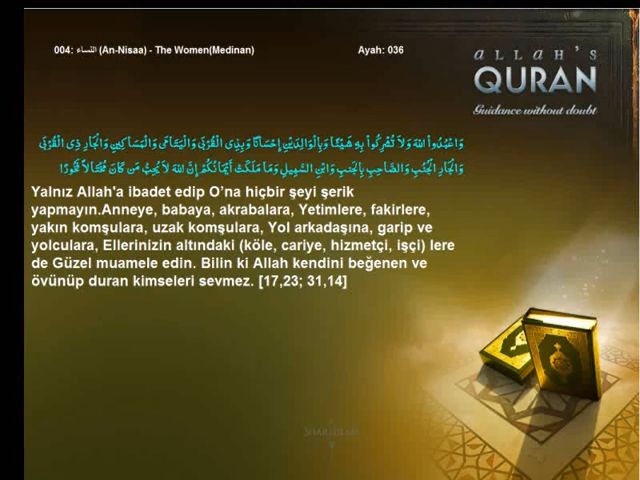 004: النساء (An-Nisaa) - The Women(Medinan) Ayah: 036
ALLAH'S
QURAN
Guidance without doubt
وَاعْبُدُواْ اللّهَ وَلاَ تُشْرِكُواْ بِهِ شَيْئًا وَبِالْوَالِدَيْنِ إِحْسَانًا وَبِذِي الْقُرْبَى وَالْيَتَامَى وَالْمَسَاكِينِ وَالْجَارِ ذِي الْقُرْبَى
وَالْجَارِ الْجُنُبِ وَالصَّاحِبِ بِالجَنبِ وَابْنِ السَّبِيلِ وَمَا مَلَكَتْ أَيْمَانُكُمْ إِنَّ اللّهَ لاَ يُحِبُّ مَن كَانَ مُخْتَالاً فَخُورًا
Yalnız Allah'a ibadet edip O’na hiçbir şeyi şerik
yapmayın.Anneye, babaya, akrabalara, Yetimlere, fakirlere,
yakın komşulara, uzak komşulara, Yol arkadaşına, garip ve
yolculara, Ellerinizin altındaki (köle, cariye, hizmetçi, işçi) lere
de Güzel muamele edin. Bilin ki Allah kendini beğenen ve
övünüp duran kimseleri sevmez. [17,23; 31,14]